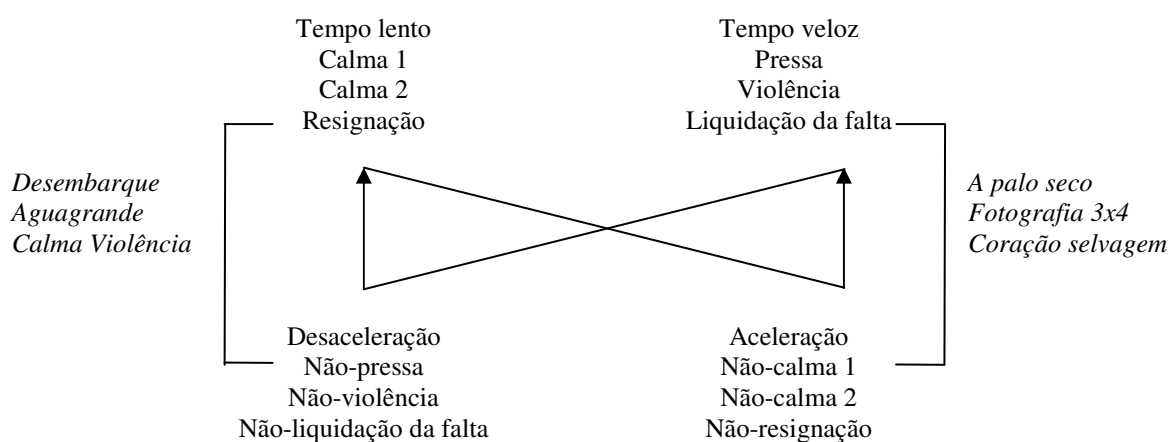 Tempo lento
Calma 1
Calma 2
Resignação
Tempo veloz
Pressa
Violência
Liquidação da falta
Desembarque
Aguagrande
Calma Violência
A palo seco
Fotografia 3x4
Coração selvagem
Desaceleração
Não-pressa
Não-violência
Não-liquidação da falta
Aceleração
Não-calma 1
Não-calma 2
Não-resignação